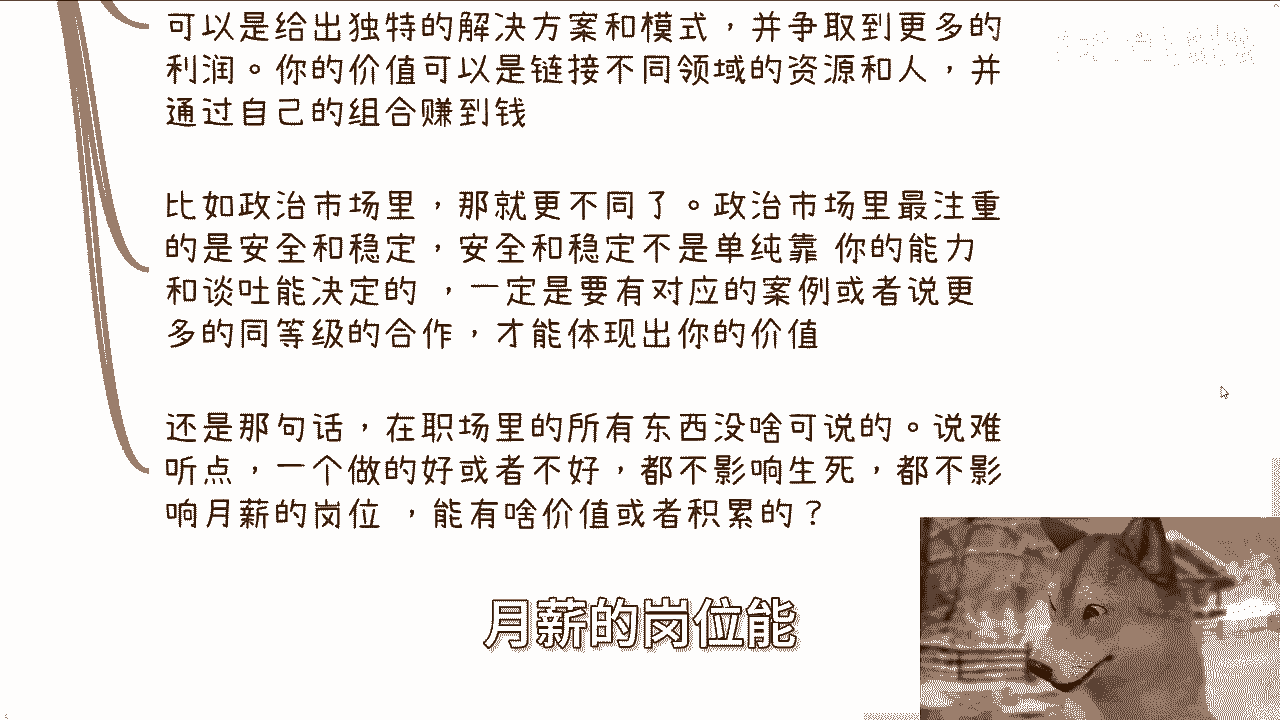 可以是给出独特的解决方案和模式，并争取到更多的
利润。你的价值可以是链接不同领域的资源和人，并
通过自己的组合赚到钱
比如政治市场里，那就更不同了。政治市场里最注重
的是安全和稳定，安全和稳定不是单纯靠 你的能力
和谈吐能决定的 ，一定是要有对应的案例或者说更
多的同等级的合作，才能体现出你的价值
还是那句话，在职场里的所有东西没啥可说的。说难
听点，一个做的好或者不好，都不影响生死，都不影
响月薪的岗位 ，能有啥价值或者积累的？
月薪的岗位能